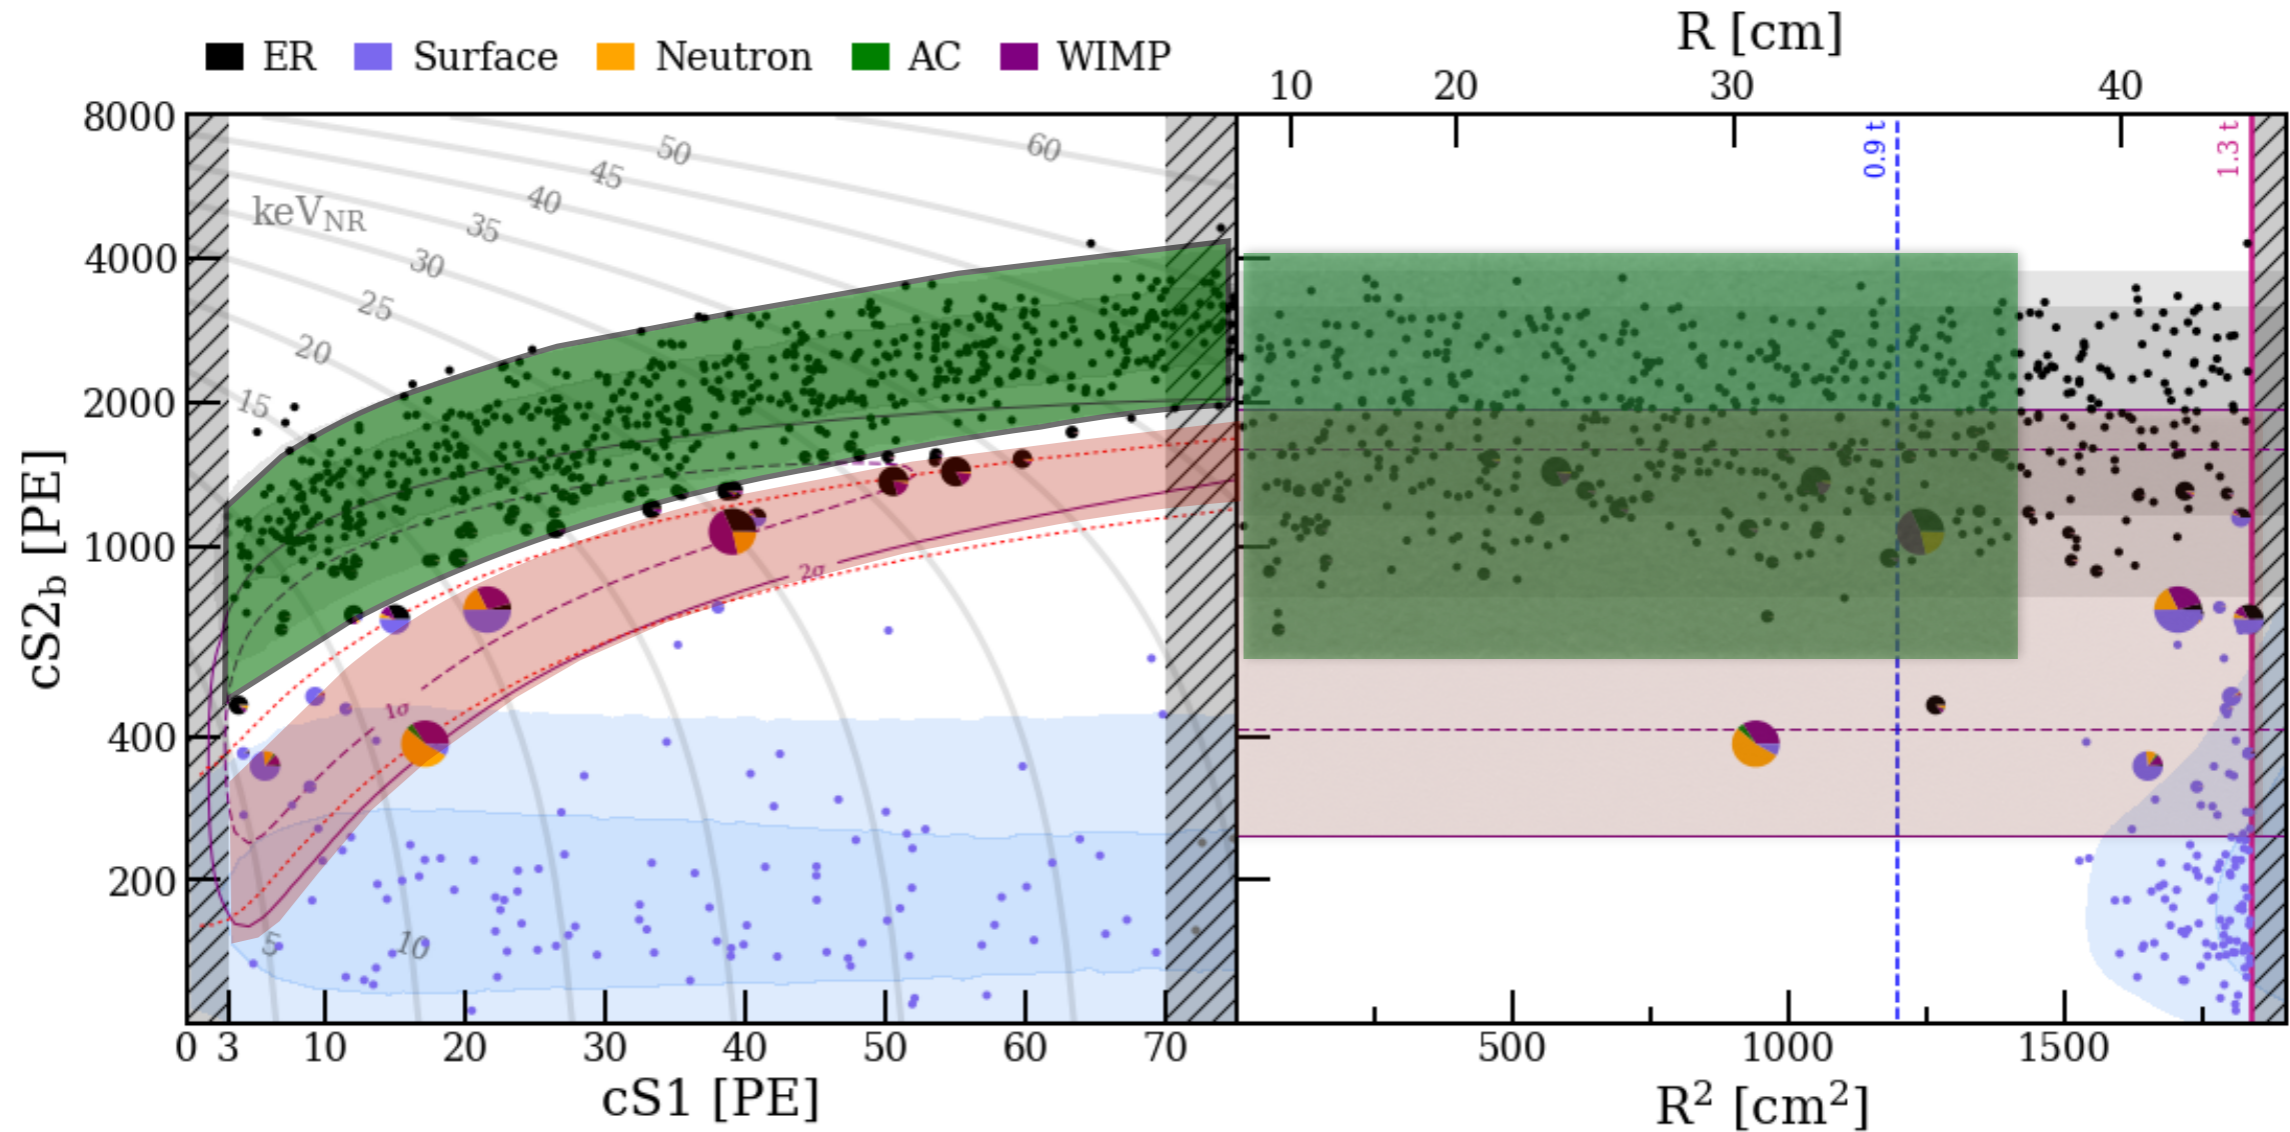 ER Surface Neutron AC WIMP
R [cm]
10 20 30 40
8000
4000
2000
1000
400
200
cS2b [PE]
keVNR
50
60
45
40
35
30
25
20
15
5
10
1σ
2σ
0.9 t
1.3 t
0 3 10 20 30 40 50 60 70
500 1000 1500
cS1 [PE]
R² [cm²]